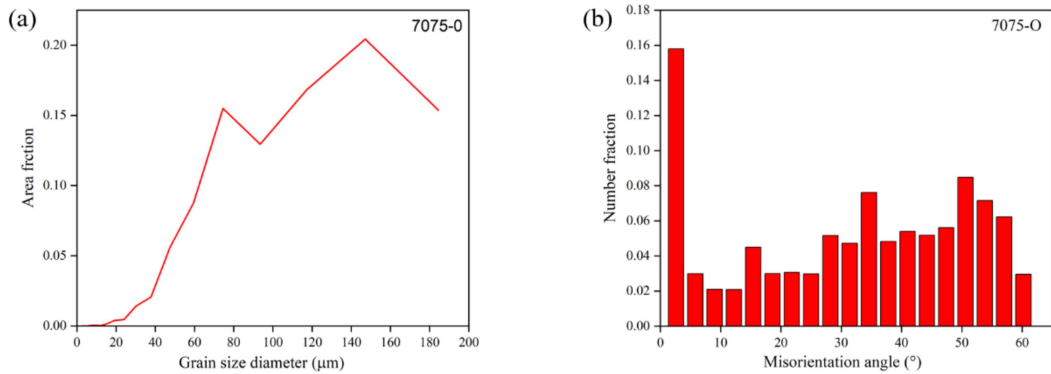 (a)
7075-0
0.20
0.15
0.10
0.05
0.00
Area frction
0 20 40 60 80 100 120 140 160 180 200
Grain size diameter (μm)
(b)
7075-O
0.18
0.16
0.14
0.12
0.10
0.08
0.06
0.04
0.02
0.00
Number fraction
0 10 20 30 40 50 60
Misorientation angle (°)